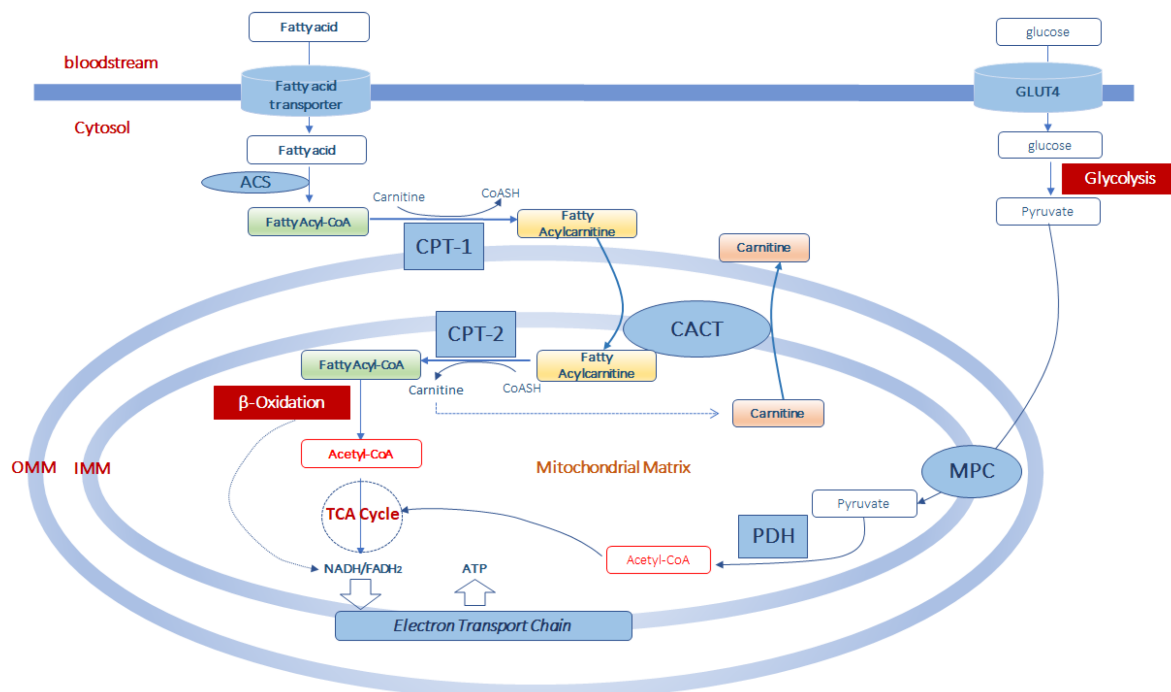 Fatty acid
glucose
bloodstream
Fatty acid
transporter
GLUT4
Cytosol
Fatty acid
glucose
ACS
Glycolysis
Carnitine
CoASH
Fatty Acyl-CoA
Fatty
Acylcarnitine
Pyruvate
CPT-1
Carnitine
CPT-2
CACT
Fatty Acyl-CoA
Fatty
Acylcarnitine
Carnitine
CoASH
β-Oxidation
Carnitine
Acetyl-CoA
OMM
IMM
Mitochondrial Matrix
MPC
Pyruvate
TCA Cycle
PDH
Acetyl-CoA
NADH/FADH₂
ATP
Electron Transport Chain